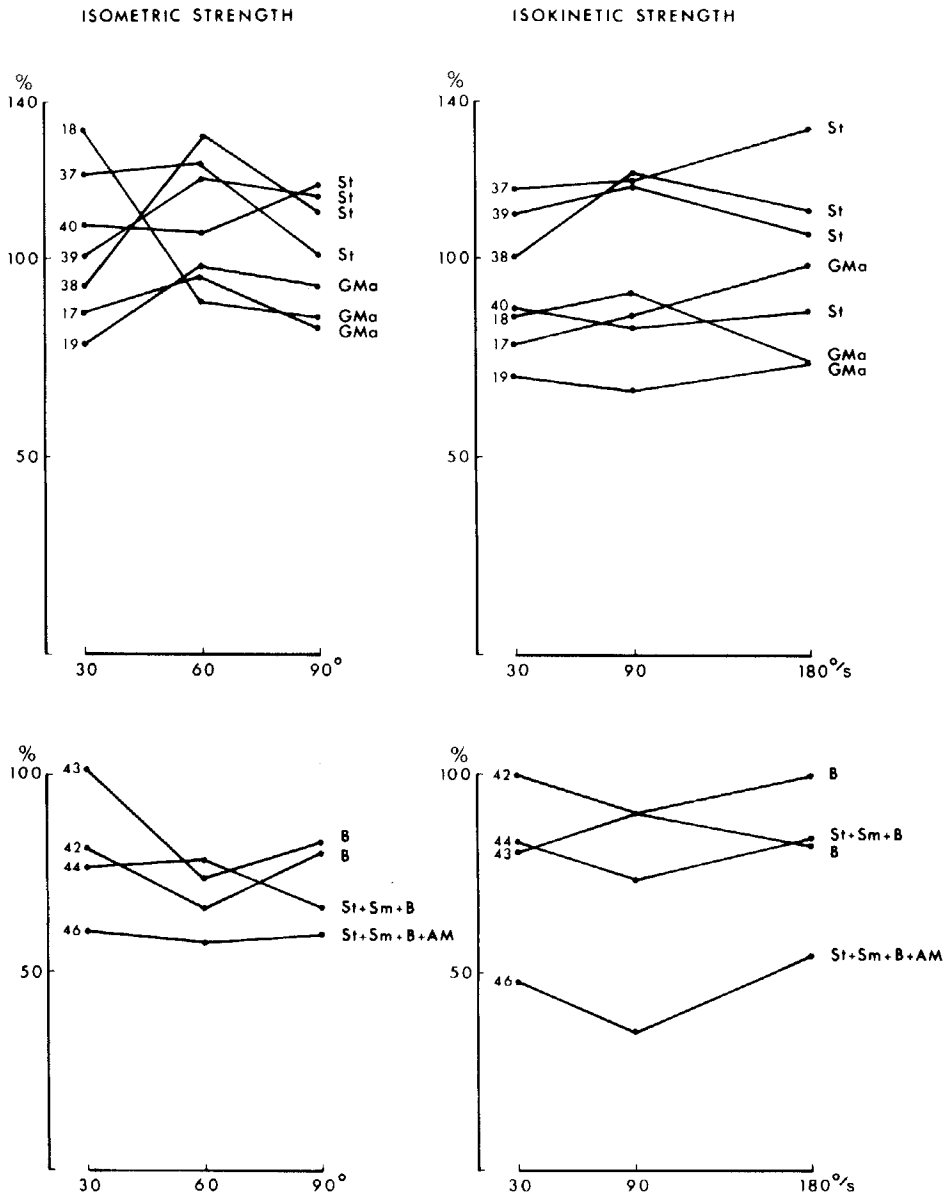 ISOMETRIC STRENGTH
ISOKINETIC STRENGTH
%
140
100
50
18
37
40
39
38
17
19
St
St
St
St
GMa
GMa
GMa
30 60 90°
%
140
100
50
37
39
38
40
18
17
19
St
St
St
GMa
St
GMa
GMa
30 90 180°/s
%
100
50
43
42
44
46
B
B
St+Sm+B
St+Sm+B+AM
30 60 90°
%
100
50
42
44
43
46
B
St+Sm+B
B
St+Sm+B+AM
30 90 180°/s